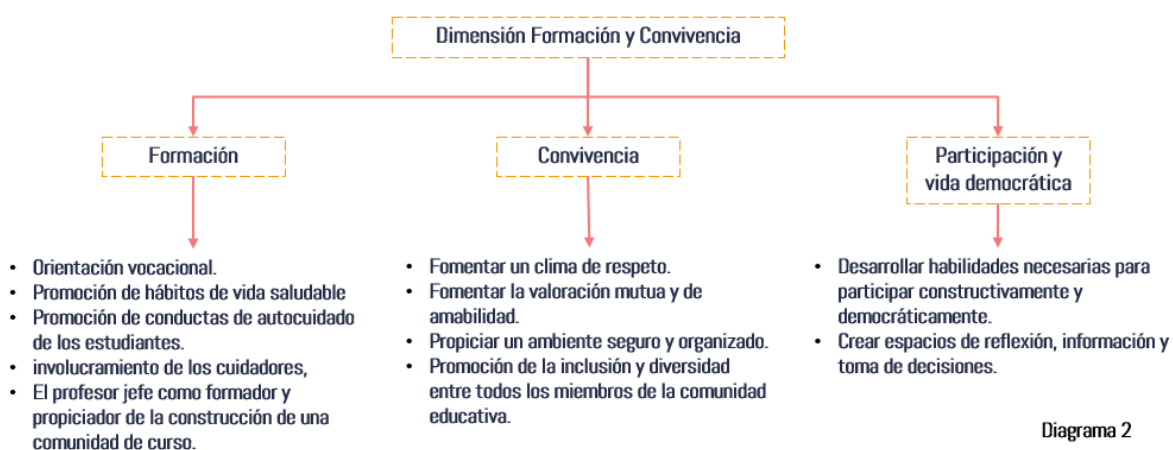 Dimensión Formación y Convivencia
Formación
• Orientación vocacional.
• Promoción de hábitos de vida saludable
• Promoción de conductas de autocuidado
de los estudiantes.
• involucramiento de los cuidadores,
• El profesor jefe como formador y
propiciador de la construcción de una
comunidad de curso.
Convivencia
• Fomentar un clima de respeto.
• Fomentar la valoración mutua y de
amabilidad.
• Propiciar un ambiente seguro y organizado.
• Promoción de la inclusión y diversidad
entre todos los miembros de la comunidad
educativa.
Participación y
vida democrática
• Desarrollar habilidades necesarias para
participar constructivamente y
democráticamente.
• Crear espacios de reflexión, información y
toma de decisiones.
Diagrama 2